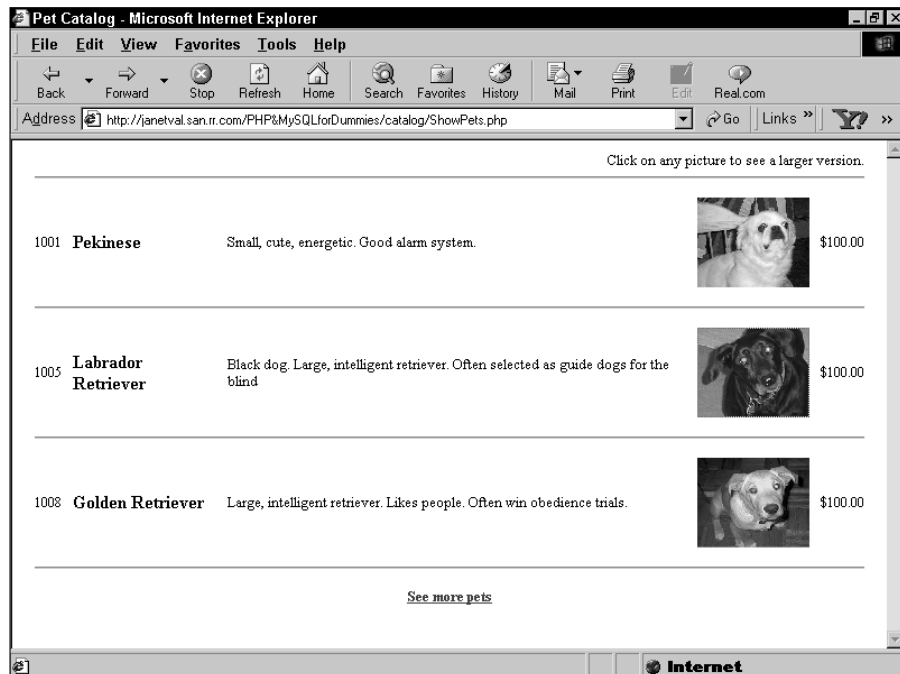 Pet Catalog - Microsoft Internet Explorer
File Edit View Favorites Tools Help
Back Forward Stop Refresh Home Search Favorites History Mail Print Edit Real.com
Address http://janetval.san.rr.com/PHP&MySQLforDummies/catalog/ShowPets.php Go Links » Y? »
Click on any picture to see a larger version.
1001 Pekinese Small, cute, energetic. Good alarm system. $100.00
Labrador
1005 Retriever Black dog. Large, intelligent retriever. Often selected as guide dogs for the $100.00
blind
1008 Golden Retriever Large, intelligent retriever. Likes people. Often win obedience trials. $100.00
See more pets
Internet